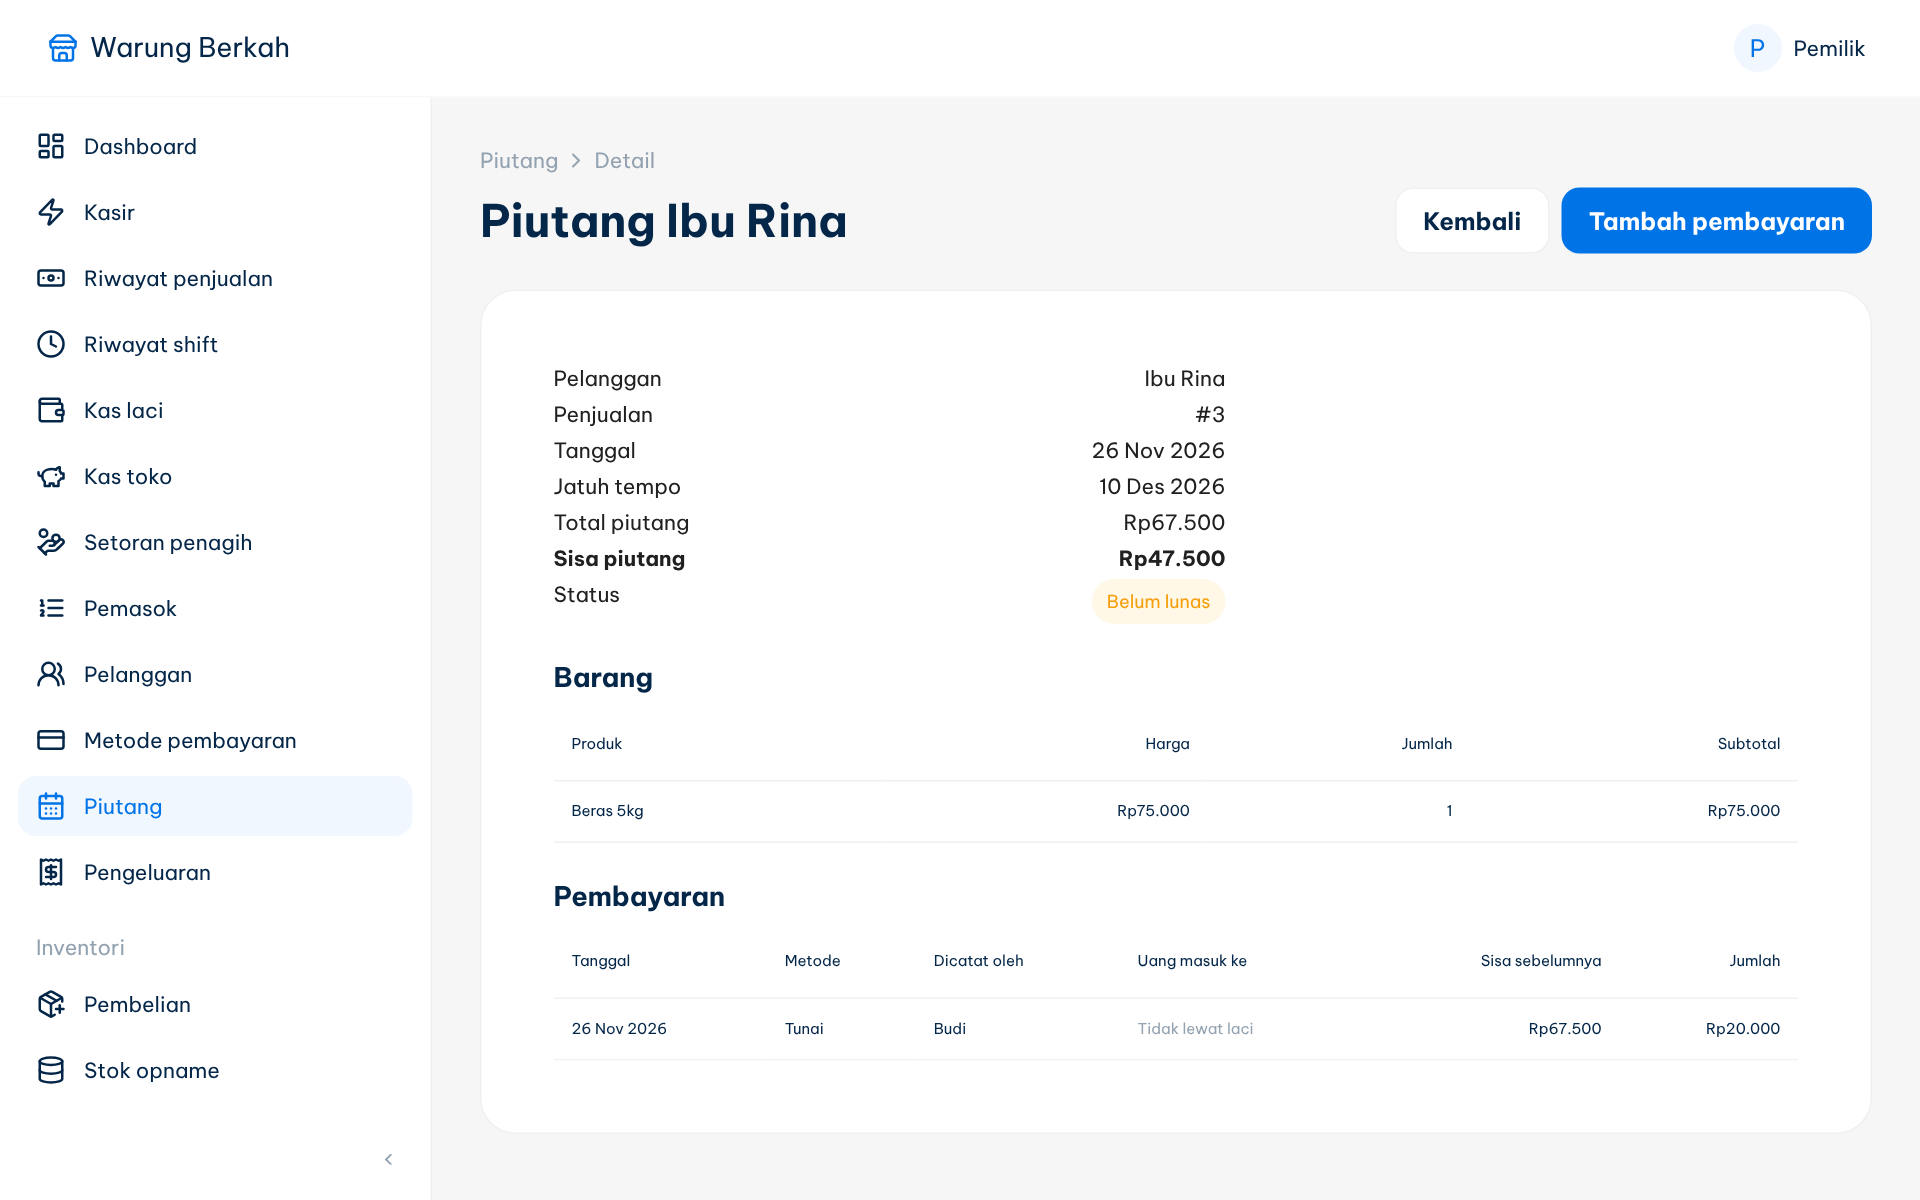 Warung Berkah
P
Pemilik
Dashboard
Kasir
Riwayat penjualan
Riwayat shift
Kas laci
Kas toko
Setoran penagih
Pemasok
Pelanggan
Metode pembayaran
Piutang
Pengeluaran
Inventori
Pembelian
Stok opname
Piutang > Detail
Piutang Ibu Rina
Kembali
Tambah pembayaran
Pelanggan Ibu Rina
Penjualan #3
Tanggal 26 Nov 2026
Jatuh tempo 10 Des 2026
Total piutang Rp67.500
Sisa piutang Rp47.500
Status Belum lunas
Barang
Produk Harga Jumlah Subtotal
Beras 5kg Rp75.000 1 Rp75.000
Pembayaran
Tanggal Metode Dicatat oleh Uang masuk ke Sisa sebelumnya Jumlah
26 Nov 2026 Tunai Budi Tidak lewat laci Rp67.500 Rp20.000